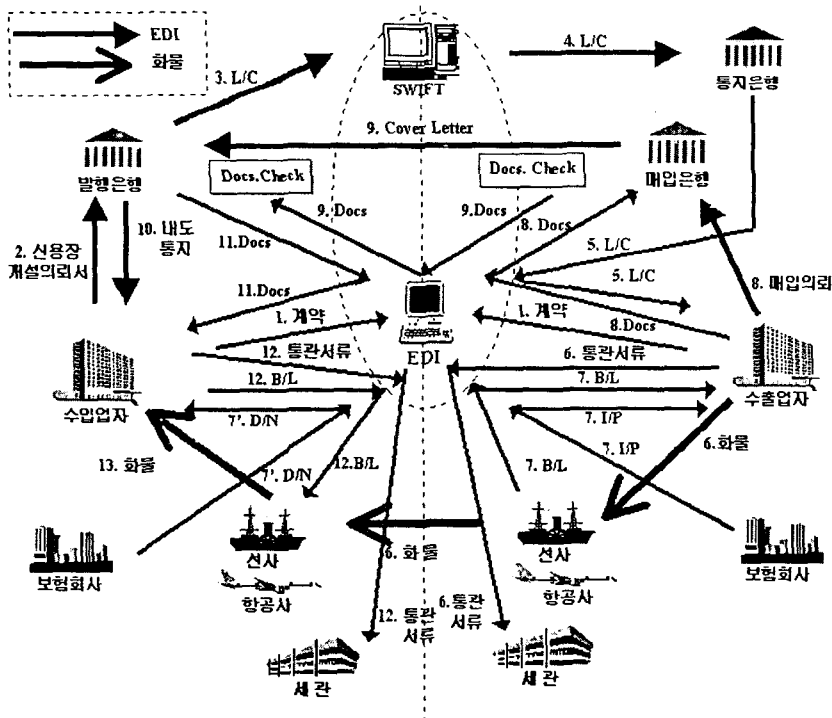 EDI
화물
3. L/C
SWIFT
4. L/C
통지은행
9. Cover Letter
발행은행
Docs.Check
Docs. Check
매입은행
2. 신용장
개설의뢰서
10. 내도
통지
9. Docs
9.Docs
8. Docs
11.Docs
5. L/C
5. L/C
8. 매입의뢰
11.Docs
1. 계약
1. 계약
8.Docs
EDI
12. 통관서류
6. 통관서류
12. B/L
7. B/L
수입업자
수출업자
7'. D/N
7. I/P
6.화물
13. 화물
7'. D/N
12.B/L
7. B/L
7. I/P
보험회사
선사
6. 화물
선사
보험회사
항공사
항공사
12. 통관
서류
6.통관
서류
세관
세관